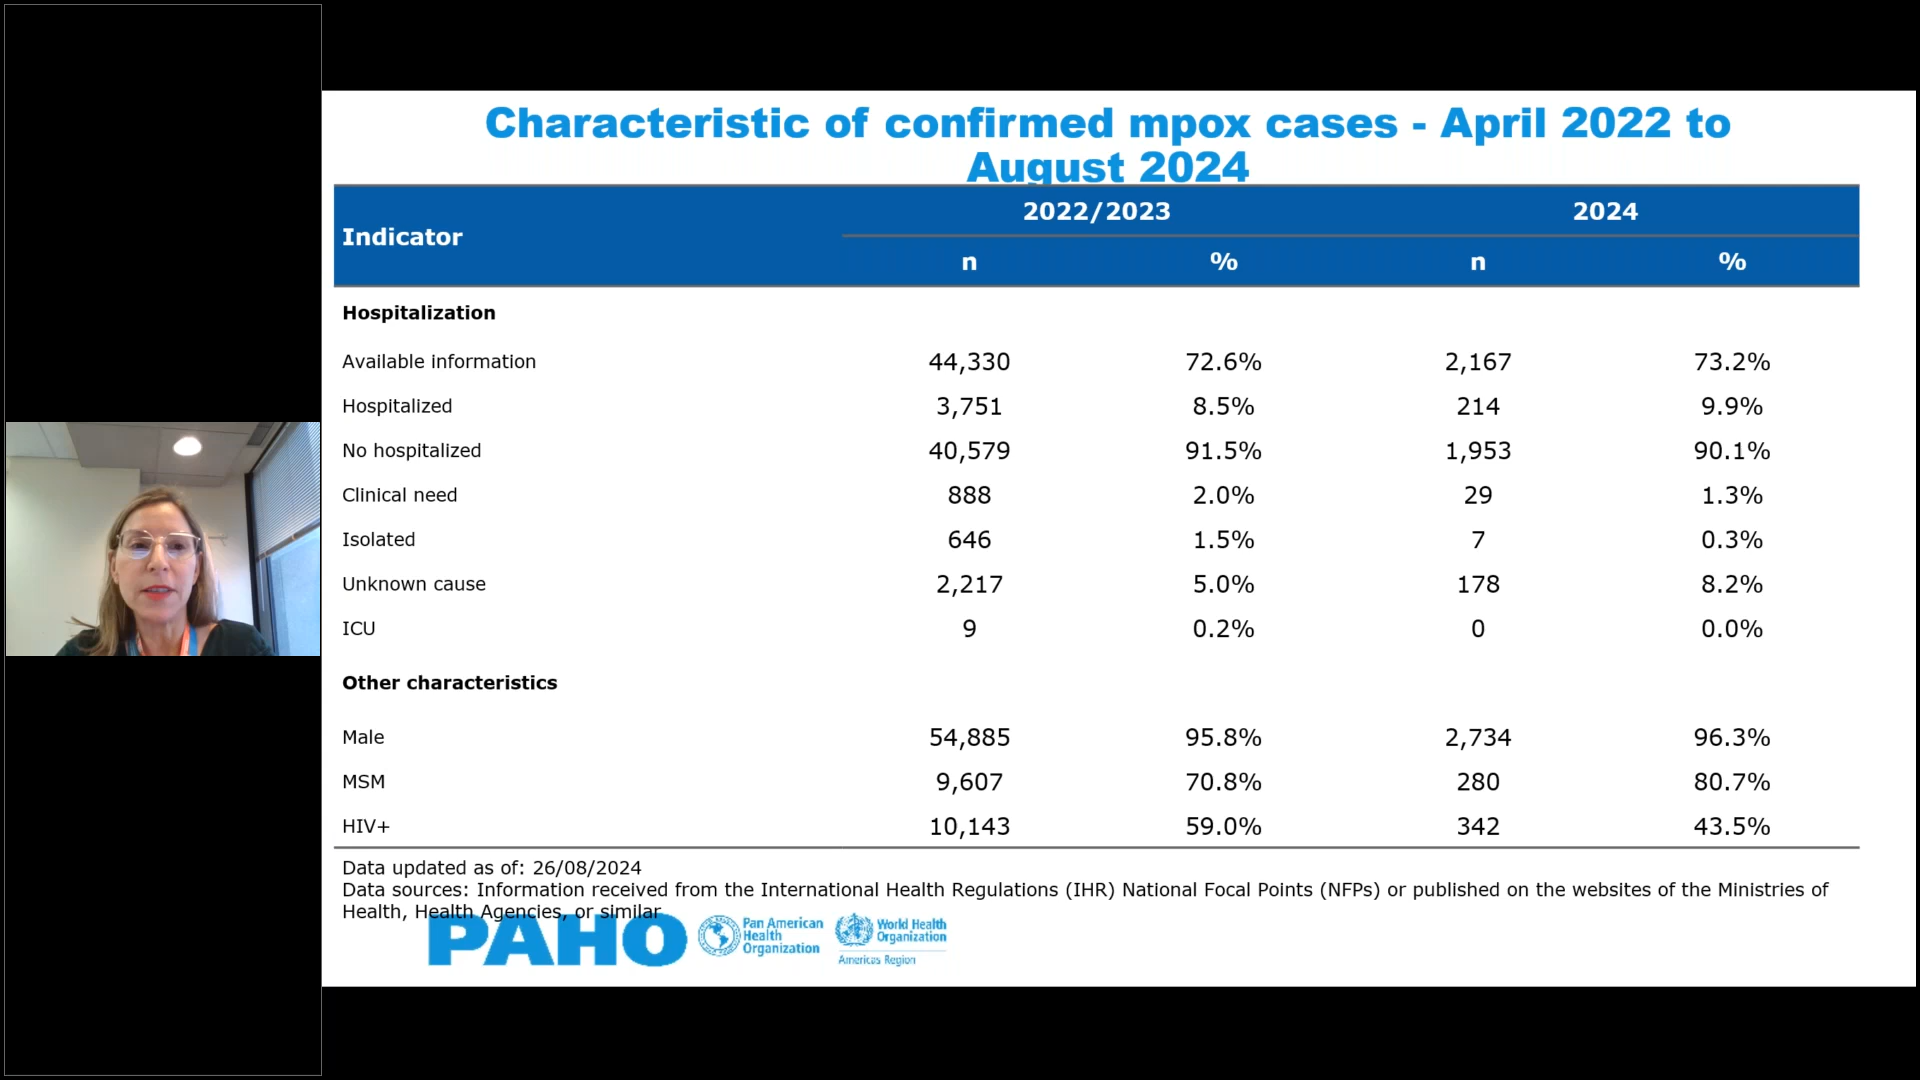 Characteristic of confirmed mpox cases - April 2022 to
August 2024
Indicator
2022/2023 2024
n % n %
Hospitalization
Available information 44,330 72.6% 2,167 73.2%
Hospitalized 3,751 8.5% 214 9.9%
No hospitalized 40,579 91.5% 1,953 90.1%
Clinical need 888 2.0% 29 1.3%
Isolated 646 1.5% 7 0.3%
Unknown cause 2,217 5.0% 178 8.2%
ICU 9 0.2% 0 0.0%
Other characteristics
Male 54,885 95.8% 2,734 96.3%
MSM 9,607 70.8% 280 80.7%
HIV+ 10,143 59.0% 342 43.5%
Data updated as of: 26/08/2024
Data sources: Information received from the International Health Regulations (IHR) National Focal Points (NFPs) or published on the websites of the Ministries of
Health, Health Agencies, or similar
PAHO
Pan American
Health
Organization
World Health
Organization
Americas Region